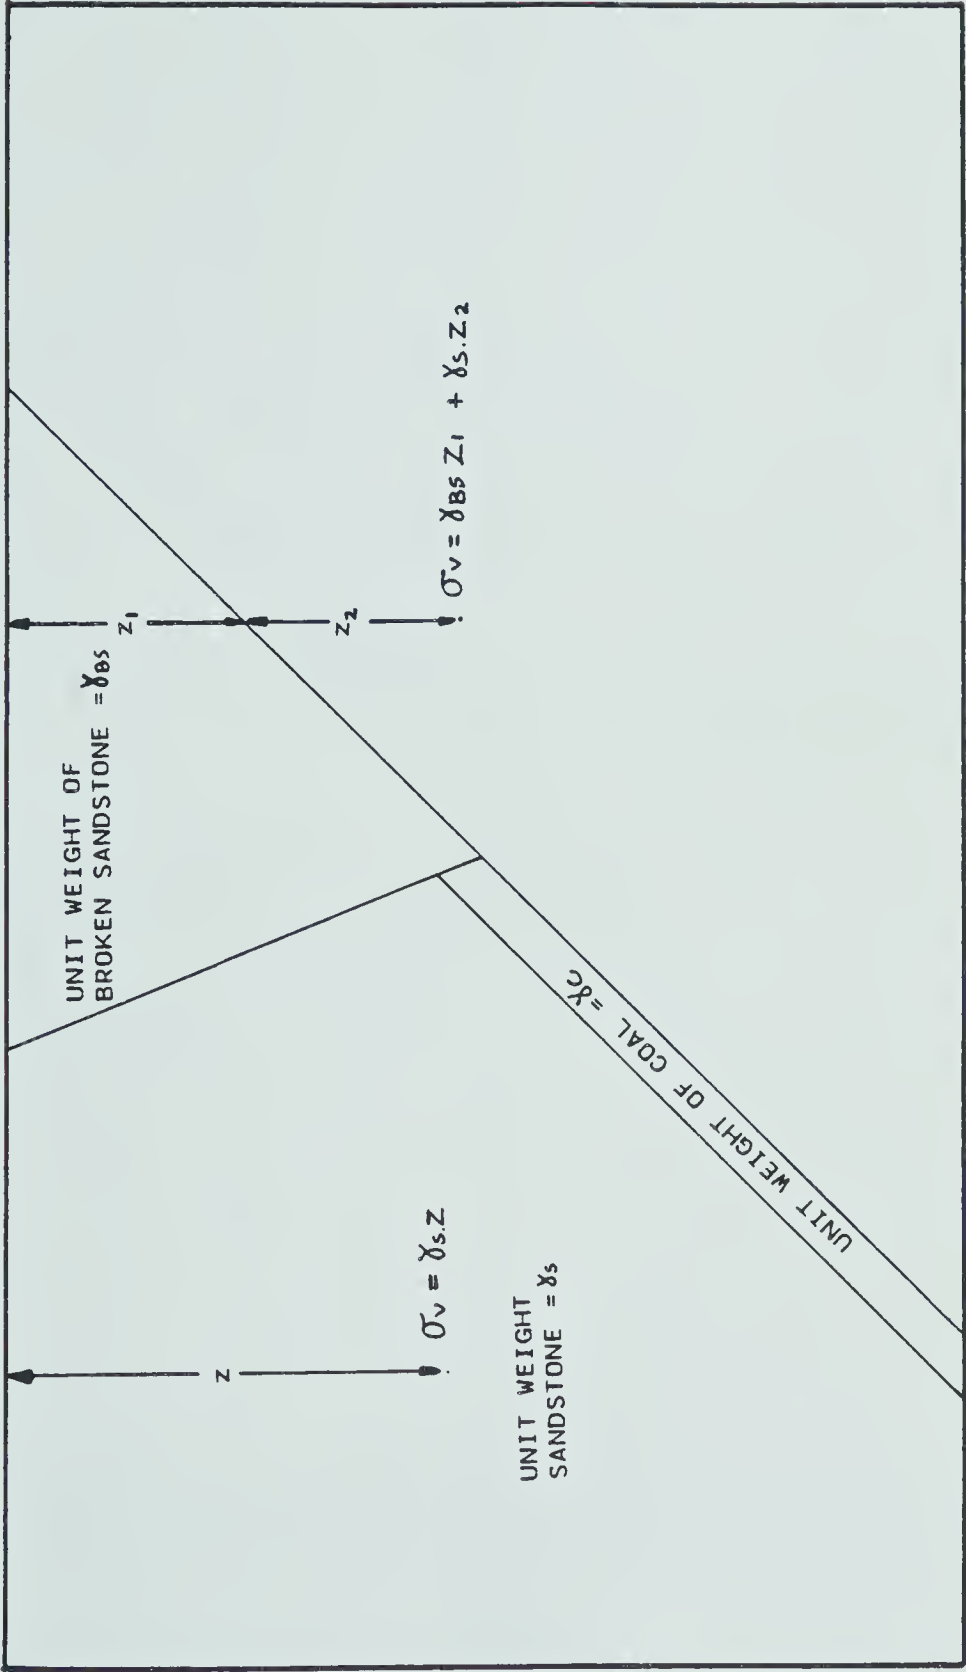 UNIT WEIGHT OF
BROKEN SANDSTONE = γBS
Z1
Z2
σv = γBS Z1 + γS.Z2
Z
σv = γS.Z
UNIT WEIGHT
SANDSTONE = γS
UNIT WEIGHT OF COAL = γC